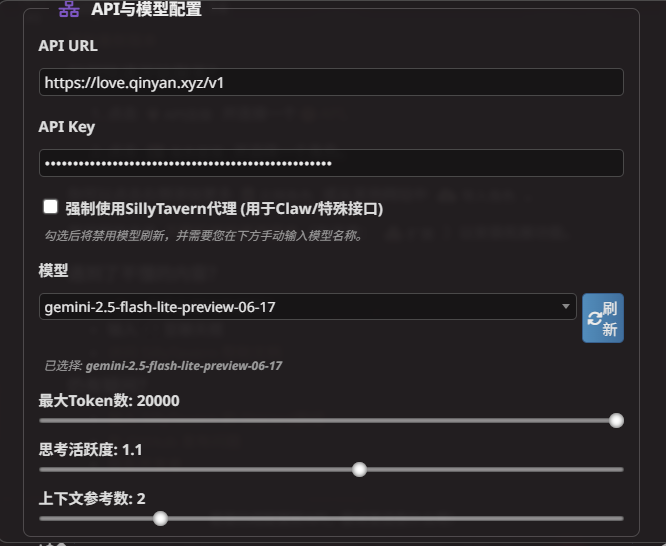 API与模型配置
API URL
https://love.qinyan.xyz/v1
API Key
••••••••••••••••••••••••••••••••••••••••••••••••••
强制使用SillyTavern代理 (用于Claw/特殊接口)
勾选后将禁用模型刷新，并需要您在下方手动输入模型名称。
模型
gemini-2.5-flash-lite-preview-06-17
刷
新
已选择: gemini-2.5-flash-lite-preview-06-17
最大Token数: 20000
思考活跃度: 1.1
上下文参考数: 2